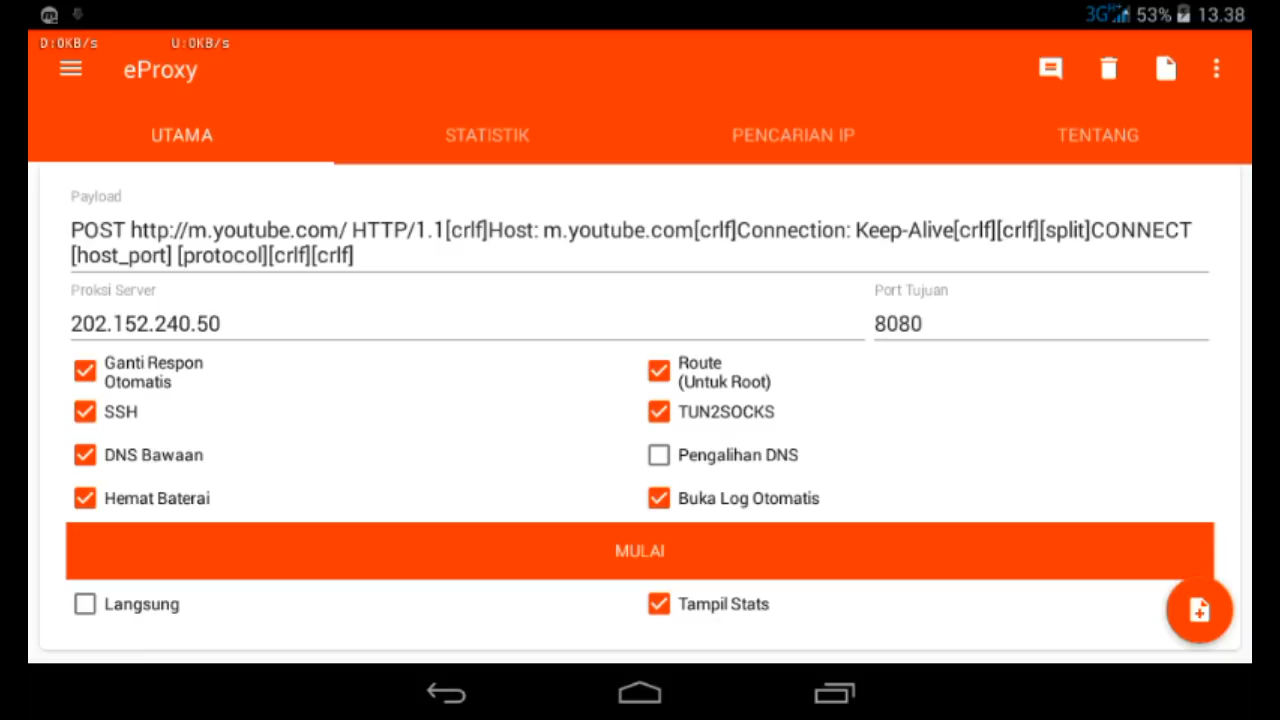 3G H+ 53% 13.38
D:0KB/s U:0KB/s
eProxy
UTAMA STATISTIK PENCARIAN IP TENTANG
Payload
POST http://m.youtube.com/ HTTP/1.1[crlf]Host: m.youtube.com[crlf]Connection: Keep-Alive[crlf][crlf][split]CONNECT
[host_port] [protocol][crlf][crlf]
Proksi Server Port Tujuan
202.152.240.50 8080
Ganti Respon
Otomatis
Route
(Untuk Root)
SSH TUN2SOCKS
DNS Bawaan Pengalihan DNS
Hemat Baterai Buka Log Otomatis
MULAI
Langsung Tampil Stats